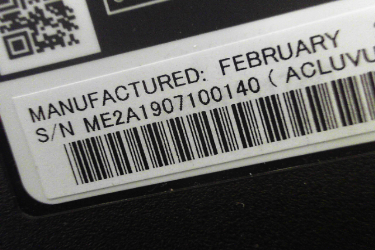 MANUFACTURED: FEBRUARY
S/N ME2A1907100140 ( ACLUVU